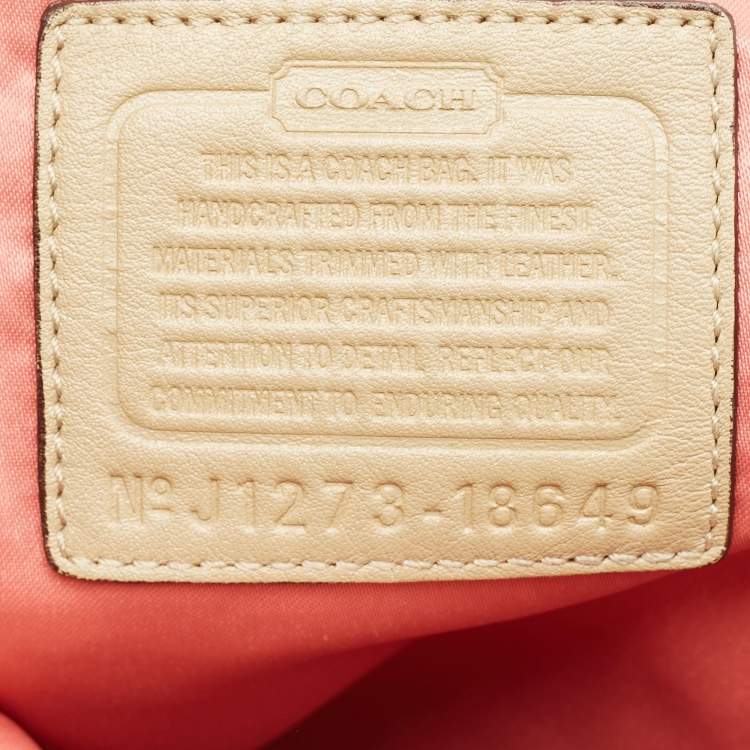 COACH
THIS IS A COACH BAG. IT WAS
HANDCRAFTED FROM THE FINEST
MATERIALS TRIMMED WITH LEATHER.
ITS SUPERIOR CRAFTSMANSHIP AND
ATTENTION TO DETAIL REFLECT OUR
COMMITMENT TO ENDURING QUALITY.
Nº J1273-18649